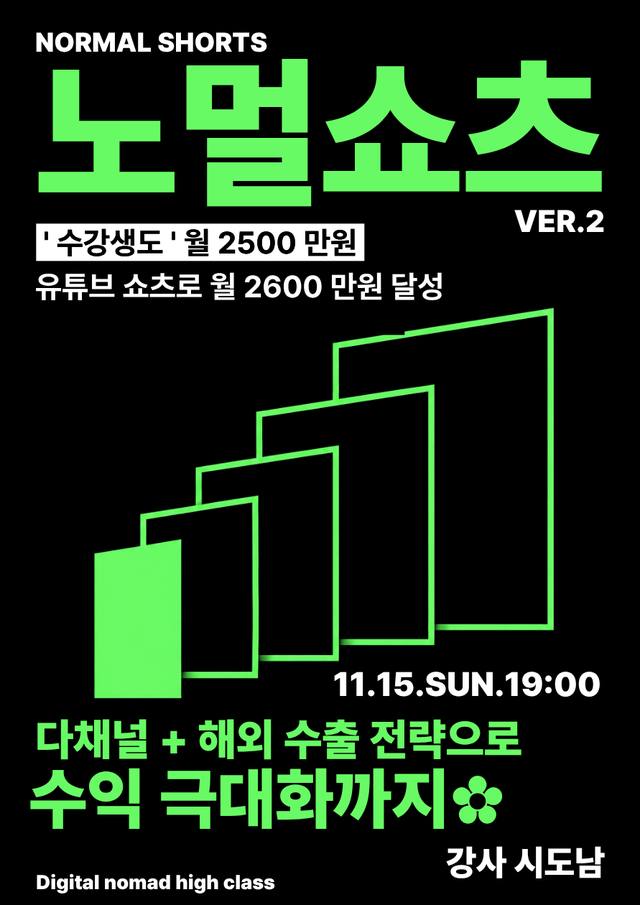 NORMAL SHORTS
노멀쇼츠
VER.2
' 수강생도 ' 월 2500 만원
유튜브 쇼츠로 월 2600 만원 달성
11.15.SUN.19:00
다채널 + 해외 수출 전략으로
수익 극대화까지✿
강사 시도남
Digital nomad high class